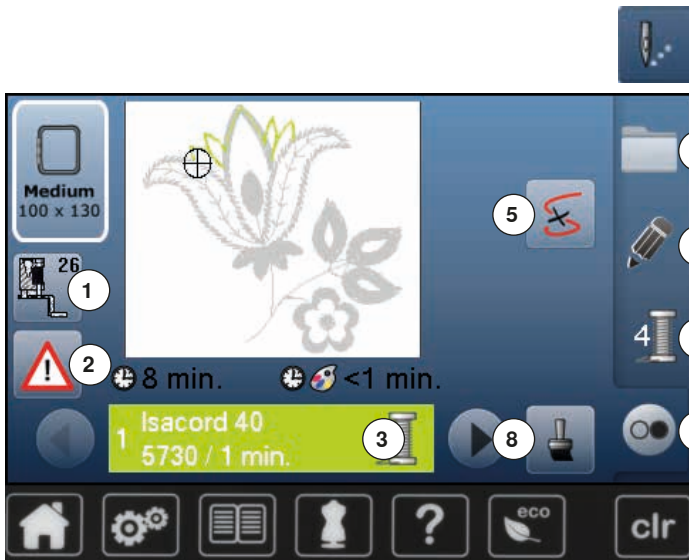 Medium
100 x 130
26
1
2
8 min.
<1 min.
5
4
1
Isacord 40
5730 / 1 min.
3
8
?
eco
clr